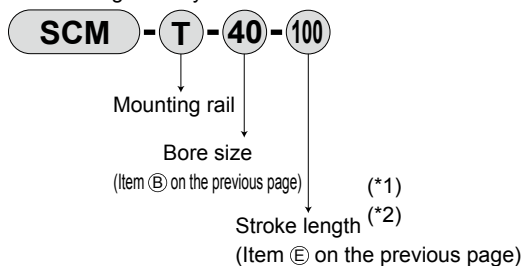 SCM - T - 40 - 100
Mounting rail
Bore size
(Item Ⓑ on the previous page)
(*1)
Stroke length (*2)
(Item Ⓔ on the previous page)